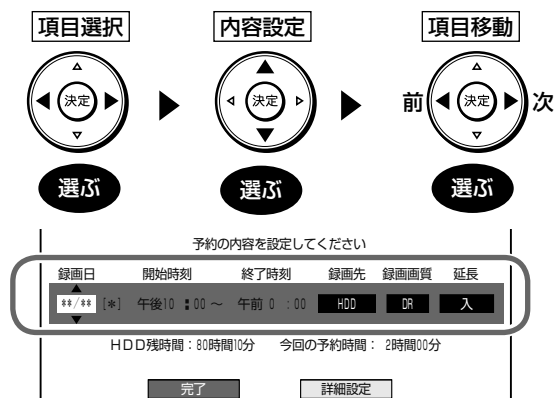 項目選択 内容設定 項目移動
決定 決定 前 決定 次
選ぶ 選ぶ 選ぶ
予約の内容を設定してください
録画日 開始時刻 終了時刻 録画先 録画画質 延長
**/** [*] 午後10:00～ 午前 0:00 HDD DR 入
HDD残時間：80時間10分 今回の予約時間： 2時間00分
完了 詳細設定